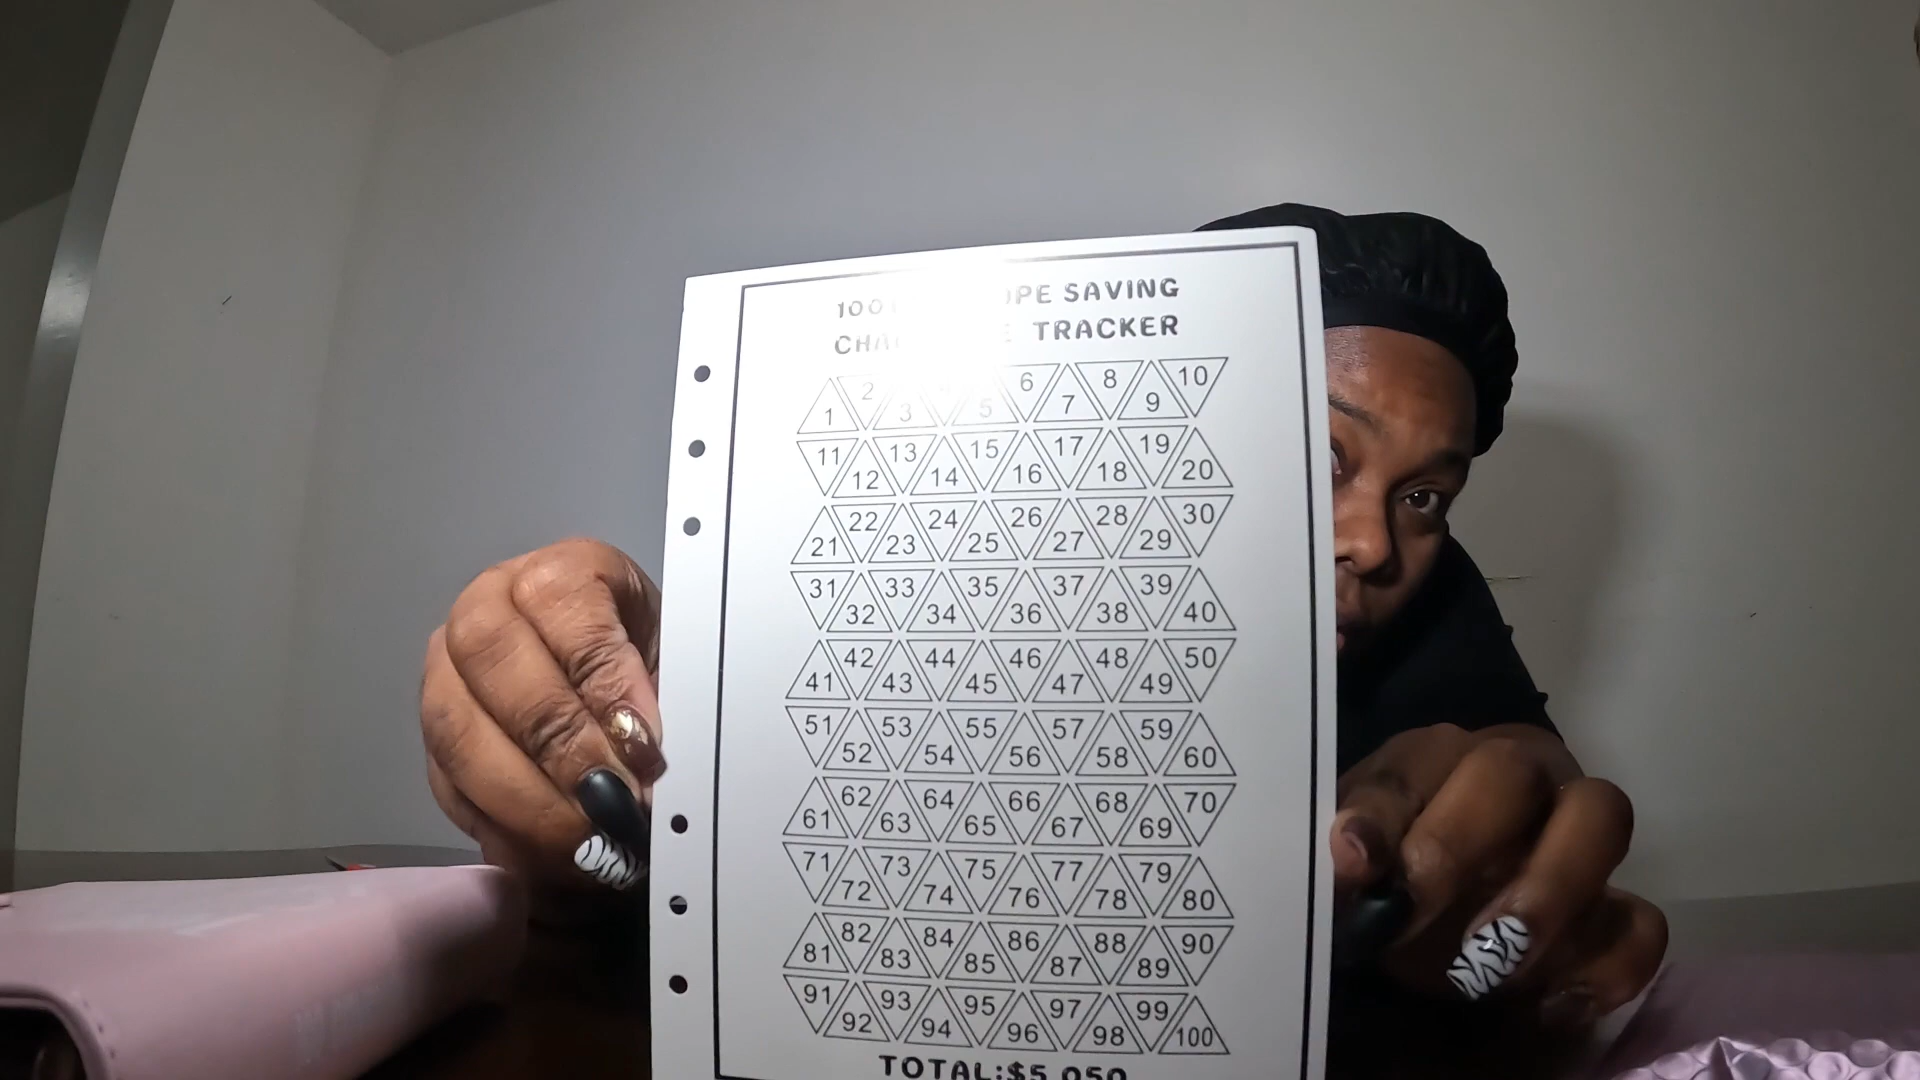 100 SAVING
TRACKER
1 2 3 5 6 7 8 9 10
11 12 13 14 15 16 17 18 19 20
21 22 23 24 25 26 27 28 29 30
31 32 33 34 35 36 37 38 39 40
41 42 43 44 45 46 47 48 49 50
51 52 53 54 55 56 57 58 59 60
61 62 63 64 65 66 67 68 69 70
71 72 73 74 75 76 77 78 79 80
81 82 83 84 85 86 87 88 89 90
91 92 93 94 95 96 97 98 99 100
TOTAL:$5,050